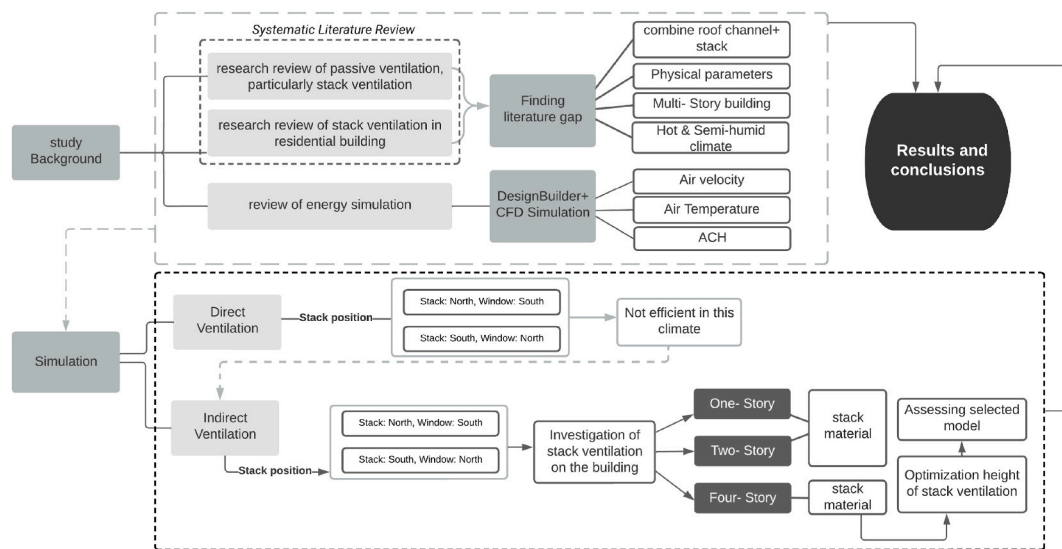 Systematic Literature Review
research review of passive ventilation,
particularly stack ventilation
research review of stack ventilation in
residential building
study
Background
review of energy simulation
Finding
literature gap
DesignBuilder+
CFD Simulation
combine roof channel+
stack
Physical parameters
Multi- Story building
Hot & Semi-humid
climate
Air velocity
Air Temperature
ACH
Results and
conclusions
Simulation
Direct
Ventilation
Stack position
Stack: North, Window: South
Stack: South, Window: North
Not efficient in this
climate
Indirect
Ventilation
Stack position
Stack: North, Window: South
Stack: South, Window: North
Investigation of
stack ventilation
on the building
One- Story
Two- Story
Four- Story
stack
material
stack
material
Assessing selected
model
Optimization height
of stack ventilation